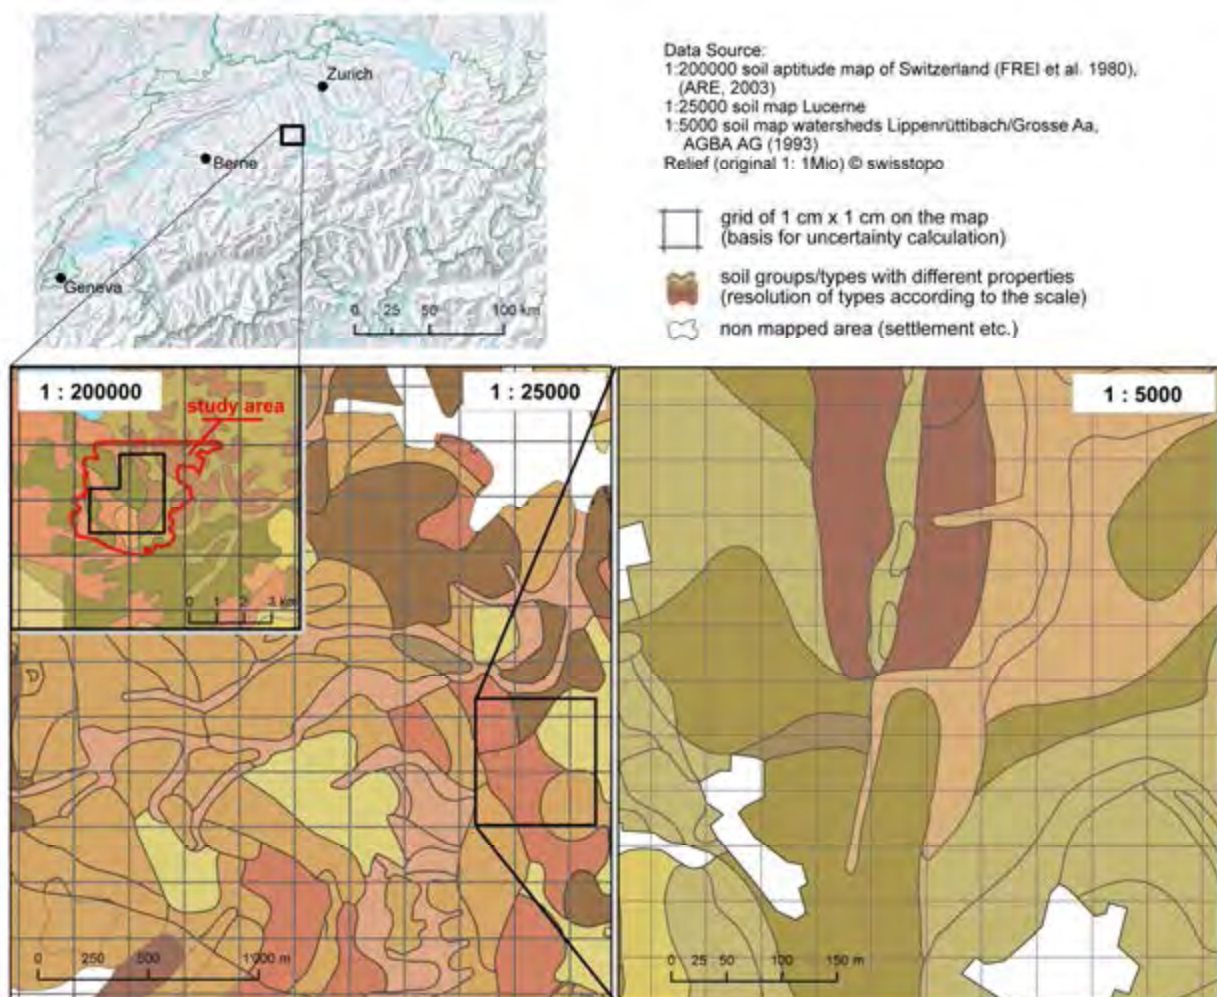 Zurich
Berne
Geneva
0 25 50 100 km
Data Source:
1:200000 soil aptitude map of Switzerland (FREI et al. 1980),
(ARE, 2003)
1:25000 soil map Lucerne
1:5000 soil map watersheds Lippenrüttibach/Grosse Aa,
AGBA AG (1993)
Relief (original 1: 1Mio) © swisstopo
grid of 1 cm x 1 cm on the map
(basis for uncertainty calculation)
soil groups/types with different properties
(resolution of types according to the scale)
non mapped area (settlement etc.)
1 : 200000
study area
0 1 2 3 km
1 : 25000
0 250 500 1'000 m
1 : 5000
0 25 50 100 150 m